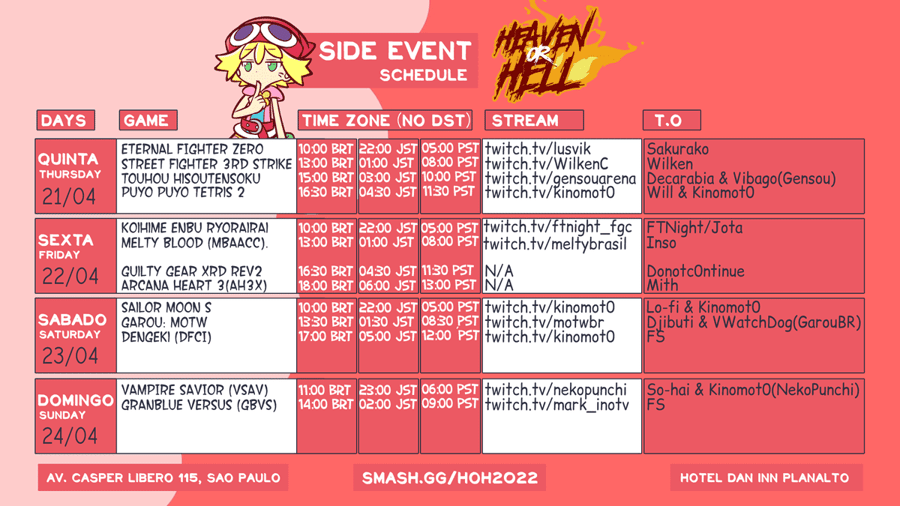 SIDE EVENT
SCHEDULE
HEAVEN
OR
HELL
DAYS GAME TIME ZONE (NO DST) STREAM T.O
QUINTA
THURSDAY
21/04
ETERNAL FIGHTER ZERO 10:00 BRT 22:00 JST 05:00 PST twitch.tv/lusvik Sakurako
STREET FIGHTER 3RD STRIKE 13:00 BRT 01:00 JST 08:00 PST twitch.tv/WilkenC Wilken
TOUHOU HISOUTENSOKU 15:00 BRT 03:00 JST 10:00 PST twitch.tv/gensouarena Decarabia & Vibago(Gensou)
PUYO PUYO TETRIS 2 16:30 BRT 04:30 JST 11:30 PST twitch.tv/kinomot0 Will & Kinomot0
SEXTA
FRIDAY
22/04
KOIHIME ENBU RYORAIRAI 10:00 BRT 22:00 JST 05:00 PST twitch.tv/ftnight_fgc FTNight/Jota
MELTY BLOOD (MBAACC). 13:00 BRT 01:00 JST 08:00 PST twitch.tv/meltybrasil Inso
GUILTY GEAR XRD REV2 16:30 BRT 04:30 JST 11:30 PST N/A Donotc0ntinue
ARCANA HEART 3(AH3X) 18:00 BRT 06:00 JST 13:00 PST N/A Mith
SABADO
SATURDAY
23/04
SAILOR MOON S 10:00 BRT 22:00 JST 05:00 PST twitch.tv/kinomot0 Lo-fi & Kinomot0
GAROU: MOTW 13:30 BRT 01:30 JST 08:30 PST twitch.tv/motwbr Djibuti & VWatchDog(GarouBR)
DENGEKI (DFCI) 17:00 BRT 05:00 JST 12:00 PST twitch.tv/kinomot0 FS
DOMINGO
SUNDAY
24/04
VAMPIRE SAVIOR (VSAV) 11:00 BRT 23:00 JST 06:00 PST twitch.tv/nekopunchi So-hai & Kinomot0(NekoPunchi)
GRANBLUE VERSUS (GBVS) 14:00 BRT 02:00 JST 09:00 PST twitch.tv/mark_inotv FS
AV. CASPER LIBERO 115, SAO PAULO
SMASH.GG/HOH2022
HOTEL DAN INN PLANALTO